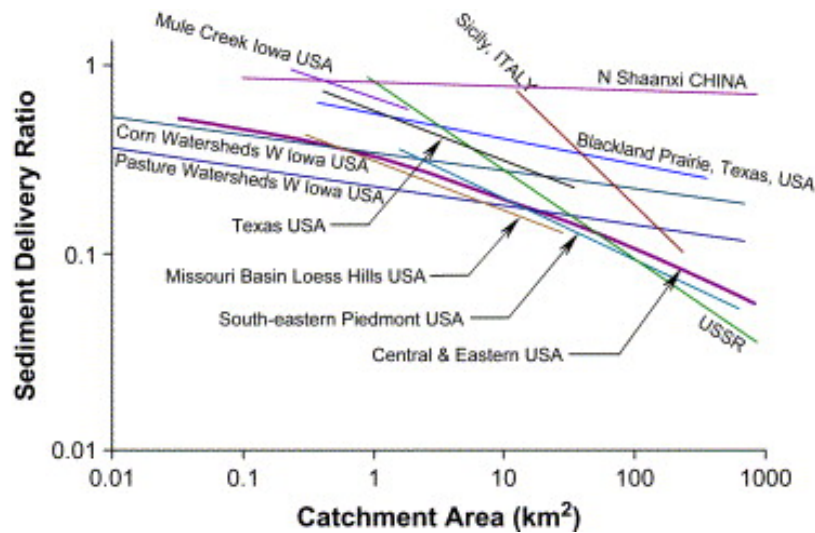 Mule Creek Iowa USA
Sicily, ITALY
N Shaanxi CHINA
1
Corn Watersheds W Iowa USA
Blackland Prairie, Texas, USA
Pasture Watersheds W Iowa USA
Texas USA
0.1
Missouri Basin Loess Hills USA
South-eastern Piedmont USA
USSR
Central & Eastern USA
0.01
Sediment Delivery Ratio
0.01 0.1 1 10 100 1000
Catchment Area (km²)